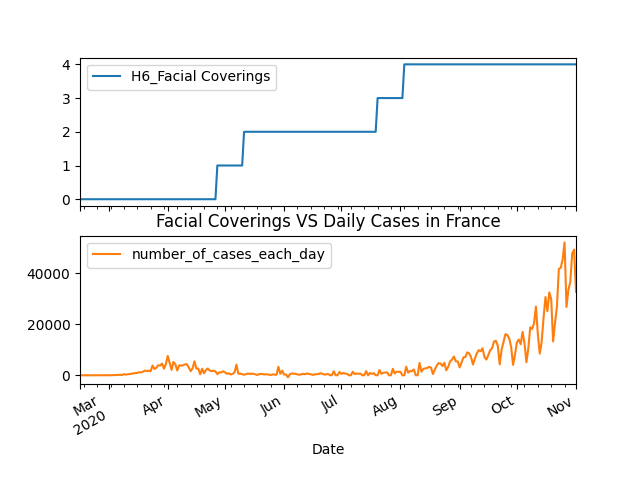 4
3
2
1
0
H6_Facial Coverings
Facial Coverings VS Daily Cases in France
40000
20000
0
number_of_cases_each_day
Mar
2020
Apr
May
Jun
Jul
Aug
Sep
Oct
Nov
Date